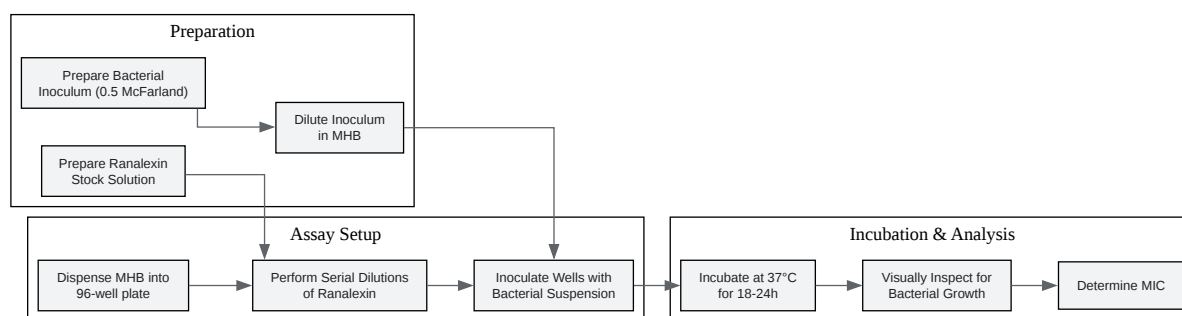 Preparation
Prepare Bacterial
Inoculum (0.5 McFarland)
Dilute Inoculum
in MHB
Prepare Ranalexin
Stock Solution
Assay Setup
Dispense MHB into
96-well plate
Perform Serial Dilutions
of Ranalexin
Inoculate Wells with
Bacterial Suspension
Incubation & Analysis
Incubate at 37°C
for 18-24h
Visually Inspect for
Bacterial Growth
Determine MIC